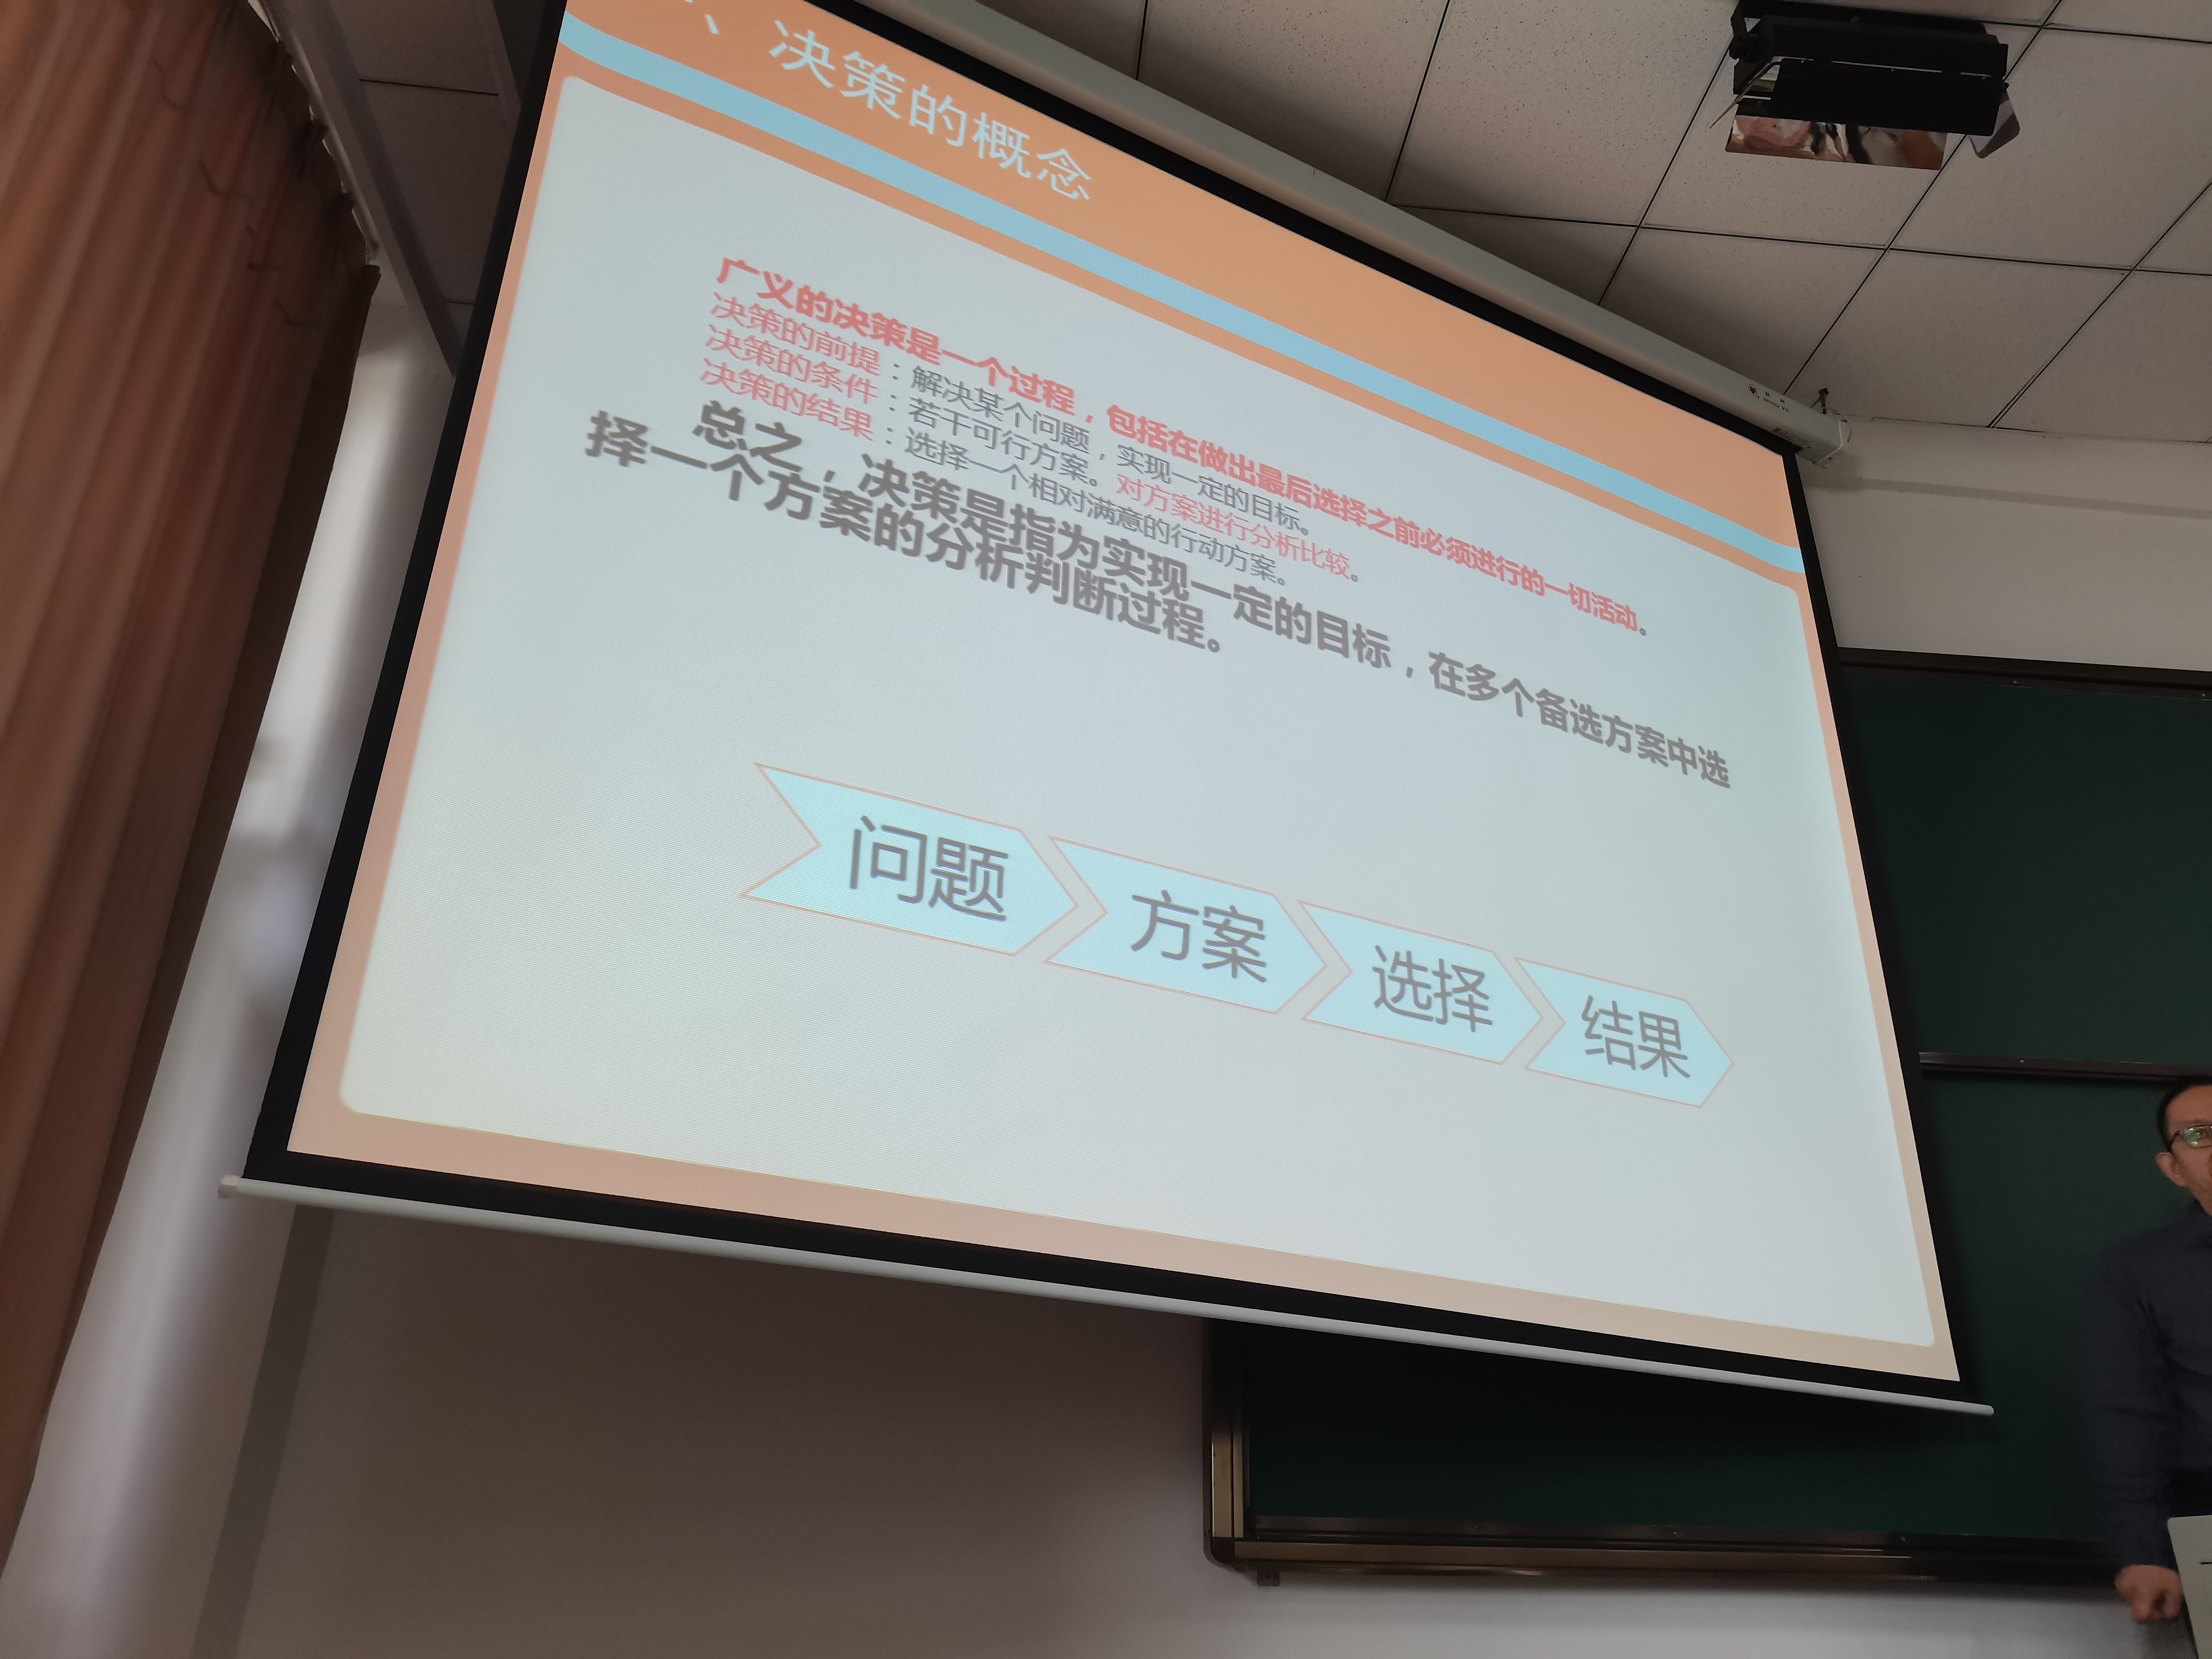 、决策的概念
广义的决策是一个过程，包括在做出最后选择之前必须进行的一切活动。
决策的前提：解决某个问题，实现一定的目标。
决策的条件：若干可行方案。对方案进行分析比较。
决策的结果：选择一个相对满意的行动方案。
总之，决策是指为实现一定的目标，在多个备选方案中选
择一个方案的分析判断过程。
问题
方案
选择
结果